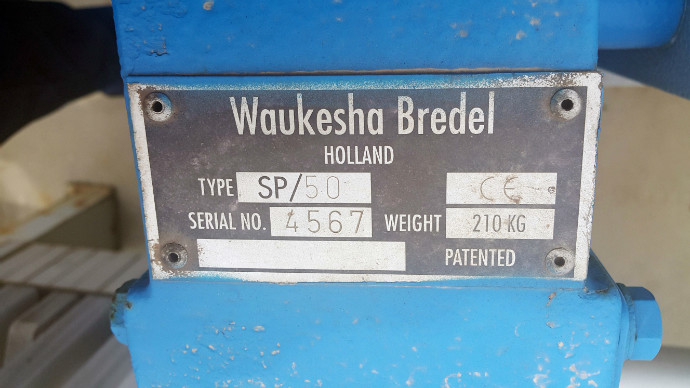 Waukesha Bredel
HOLLAND
TYPE SP/50 CE
SERIAL NO. 4567 WEIGHT 210 KG
PATENTED